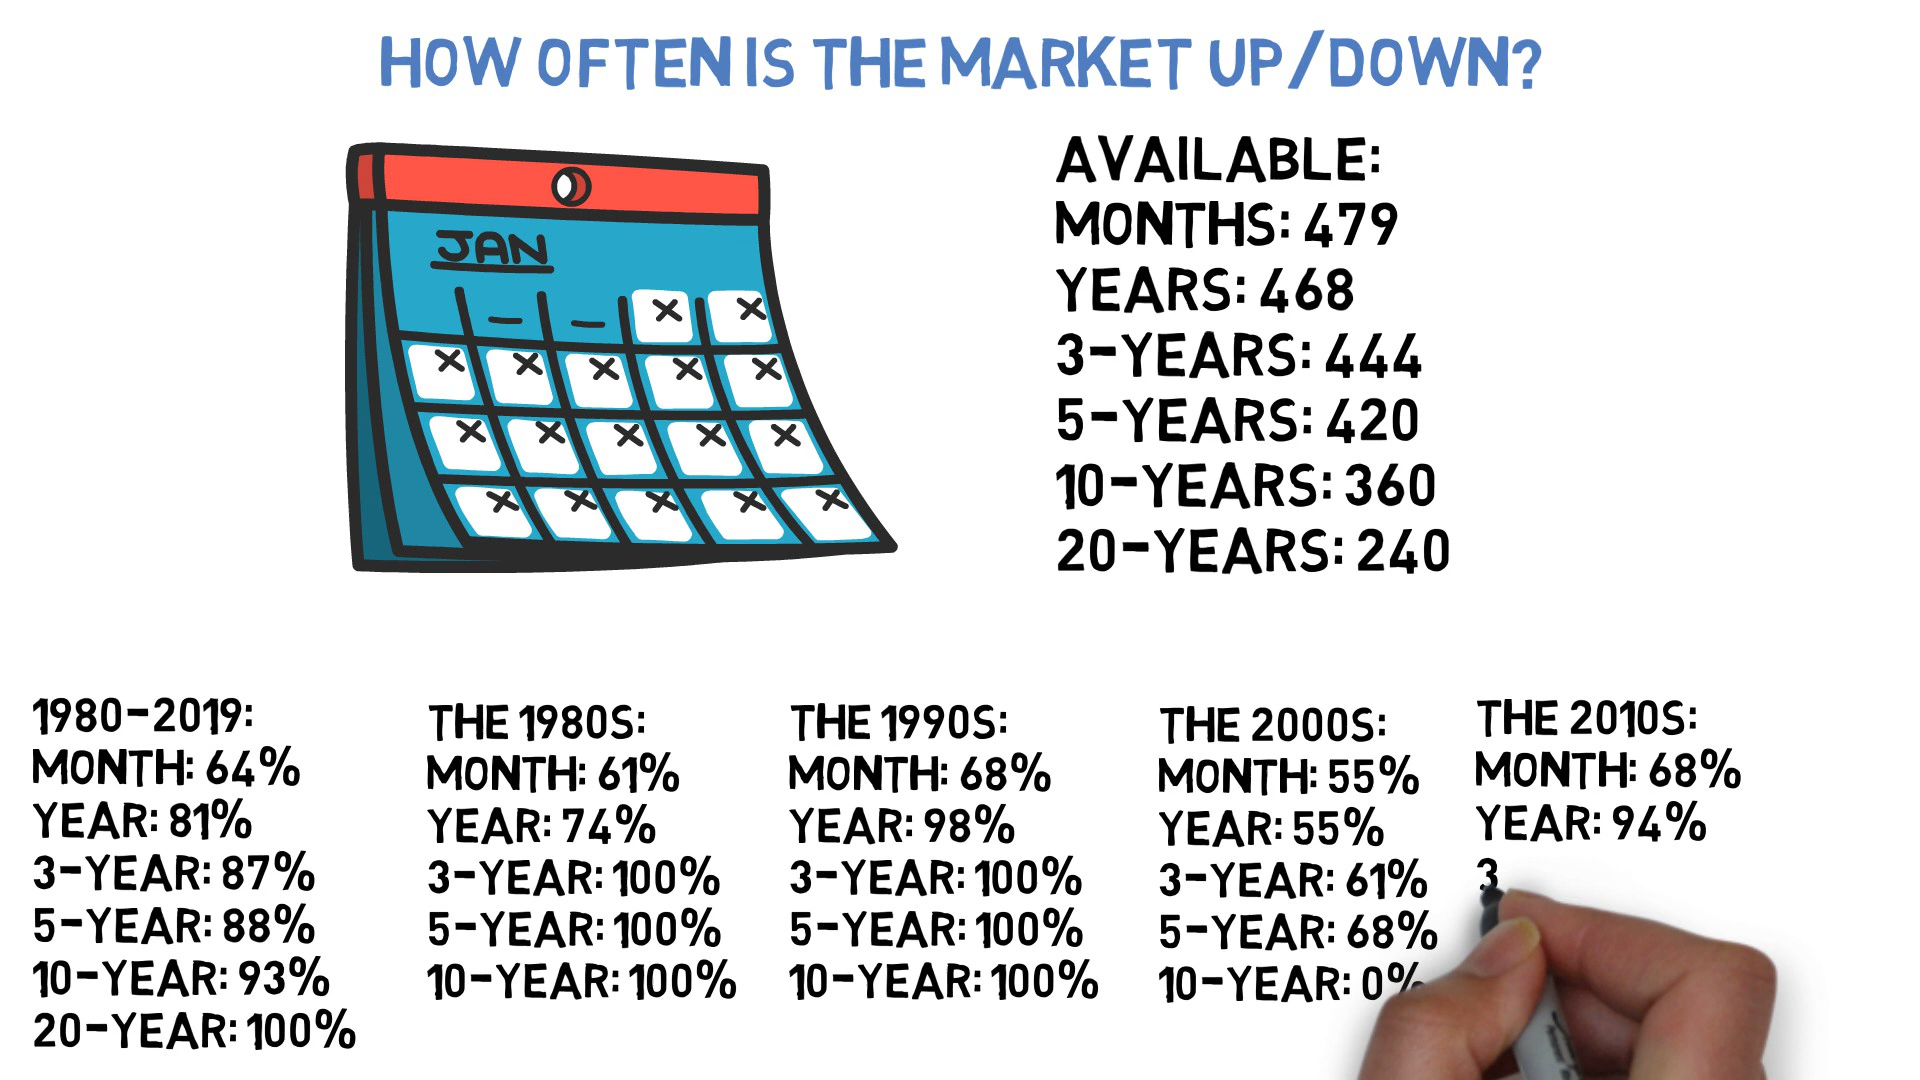 HOW OFTEN IS THE MARKET UP/DOWN?
JAN
AVAILABLE:
MONTHS: 479
YEARS: 468
3-YEARS: 444
5-YEARS: 420
10-YEARS: 360
20-YEARS: 240
1980-2019:
MONTH: 64%
YEAR: 81%
3-YEAR: 87%
5-YEAR: 88%
10-YEAR: 93%
20-YEAR: 100%
THE 1980S:
MONTH: 61%
YEAR: 74%
3-YEAR: 100%
5-YEAR: 100%
10-YEAR: 100%
THE 1990S:
MONTH: 68%
YEAR: 98%
3-YEAR: 100%
5-YEAR: 100%
10-YEAR: 100%
THE 2000S:
MONTH: 55%
YEAR: 55%
3-YEAR: 61%
5-YEAR: 68%
10-YEAR: 0%
THE 2010S:
MONTH: 68%
YEAR: 94%
3